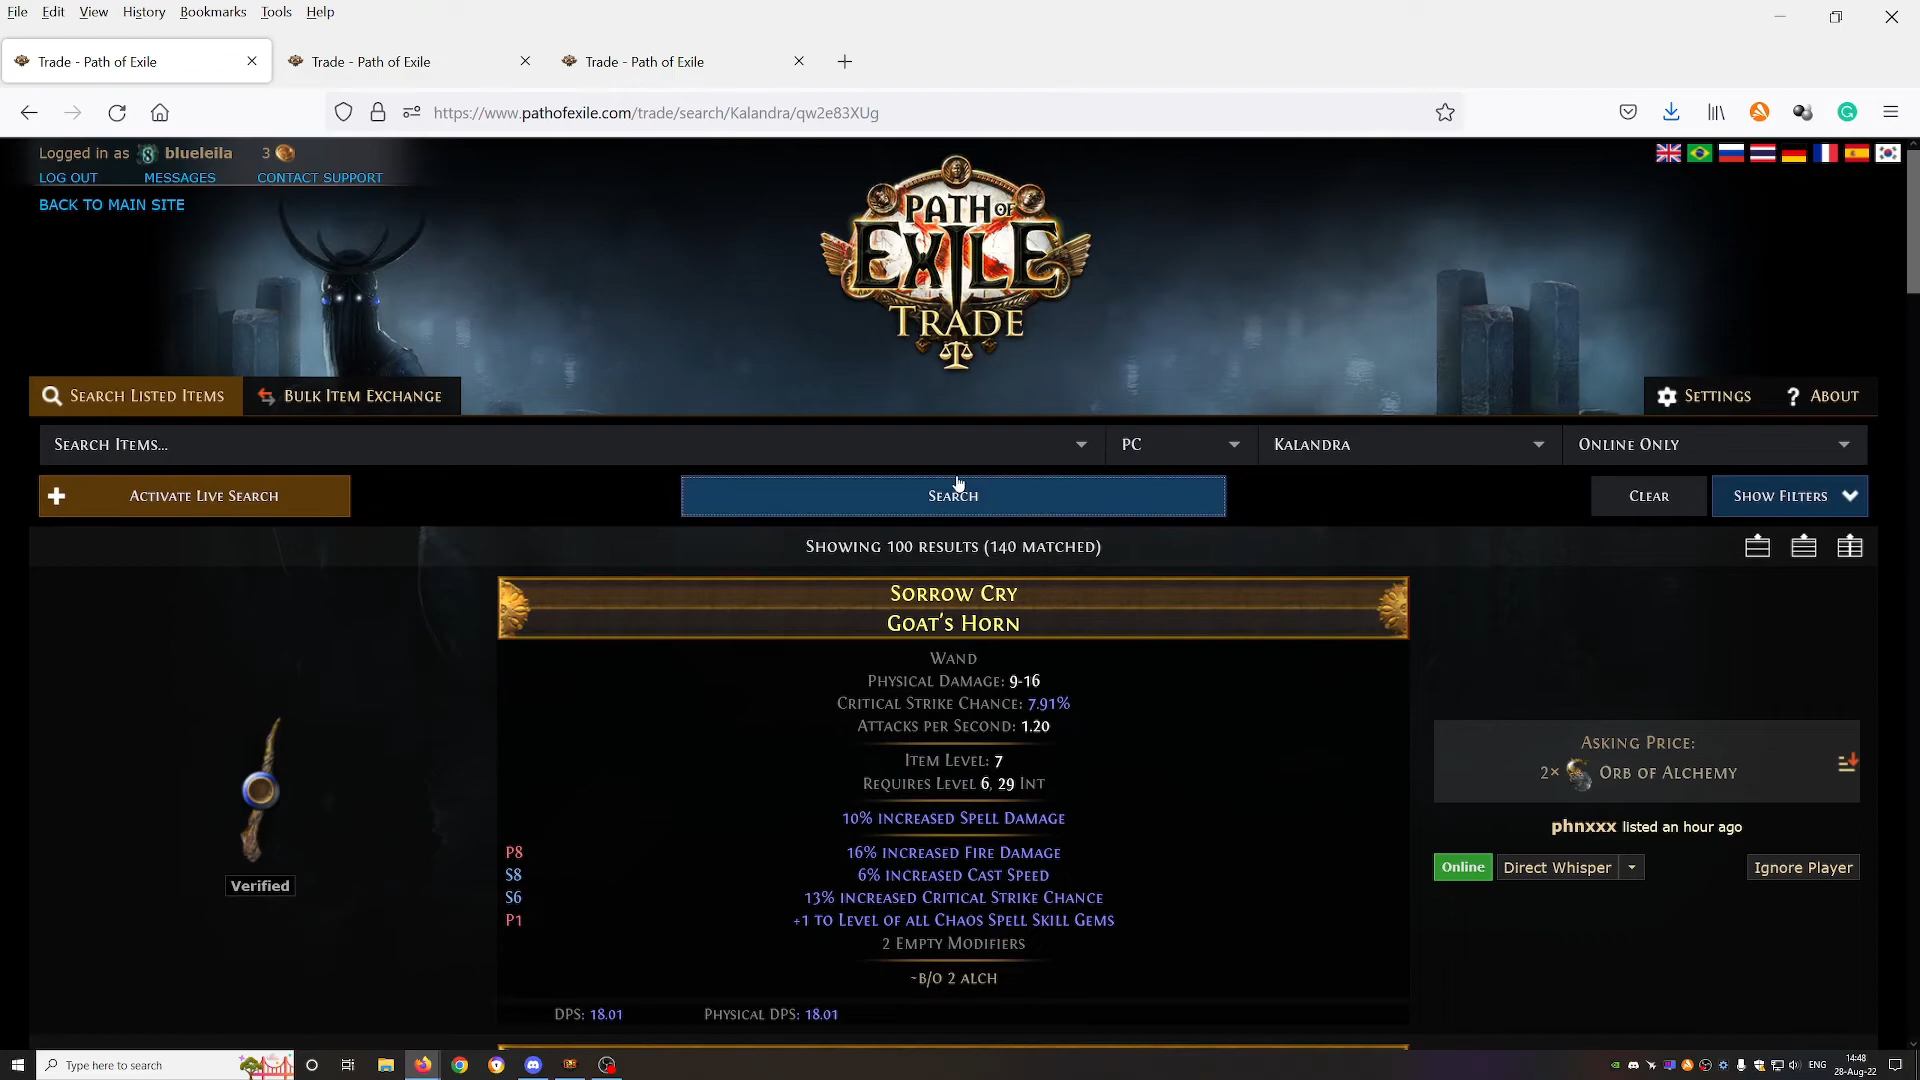 File Edit View History Bookmarks Tools Help
Trade - Path of Exile
Trade - Path of Exile
Trade - Path of Exile
https://www.pathofexile.com/trade/search/Kalandra/qw2e83XUg
Logged in as blueleila 3
LOG OUT MESSAGES CONTACT SUPPORT
BACK TO MAIN SITE
PATH OF
EXILE
TRADE
SEARCH LISTED ITEMS
BULK ITEM EXCHANGE
SETTINGS
? ABOUT
SEARCH ITEMS...
PC
KALANDRA
ONLINE ONLY
ACTIVATE LIVE SEARCH
SEARCH
CLEAR
SHOW FILTERS
SHOWING 100 RESULTS (140 MATCHED)
SORROW CRY
GOAT'S HORN
WAND
PHYSICAL DAMAGE: 9-16
CRITICAL STRIKE CHANCE: 7.91%
ATTACKS PER SECOND: 1.20
ITEM LEVEL: 7
REQUIRES LEVEL 6, 29 INT
10% INCREASED SPELL DAMAGE
P8 16% INCREASED FIRE DAMAGE
S8 6% INCREASED CAST SPEED
S6 13% INCREASED CRITICAL STRIKE CHANCE
P1 +1 TO LEVEL OF ALL CHAOS SPELL SKILL GEMS
2 EMPTY MODIFIERS
~B/O 2 ALCH
DPS: 18.01 PHYSICAL DPS: 18.01
Verified
ASKING PRICE:
2× ORB OF ALCHEMY
phnxxx listed an hour ago
Online Direct Whisper Ignore Player
Type here to search
ENG
14:48
28-Aug-22